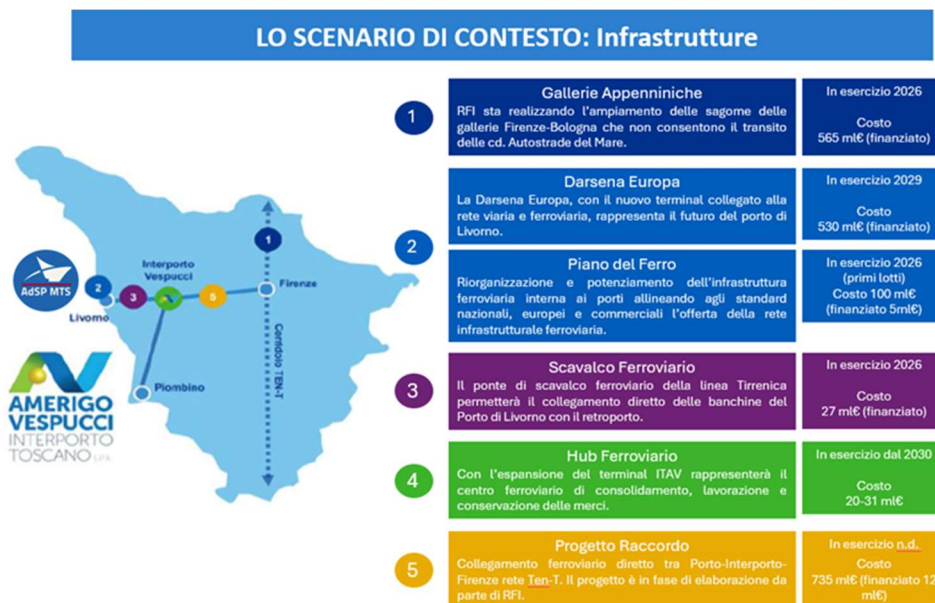 LO SCENARIO DI CONTESTO: Infrastrutture
1
Gallerie Appenniniche
RFI sta realizzando l’ampiamento delle sagome delle
gallerie Firenze-Bologna che non consentono il transito
delle cd. Autostrade del Mare.
In esercizio 2026
Costo
565 ml€ (finanziato)
2
Darsena Europa
La Darsena Europa, con il nuovo terminal collegato alla
rete viaria e ferroviaria, rappresenta il futuro del porto di
Livorno.
In esercizio 2029
Costo
530 ml€ (finanziato)
Piano del Ferro
Riorganizzazione e potenziamento dell’infrastruttura
ferroviaria interna ai porti allineando agli standard
nazionali, europei e commerciali l’offerta della rete
infrastrutturale ferroviaria.
In esercizio 2026
(primi lotti)
Costo 100 ml€
(finanziato 5ml€)
3
Scavalco Ferroviario
Il ponte di scavalco ferroviario della linea Tirrenica
permetterà il collegamento diretto delle banchine del
Porto di Livorno con il retroporto.
In esercizio 2026
Costo
27 ml€ (finanziato)
4
Hub Ferroviario
Con l’espansione del terminal ITAV rappresenterà il
centro ferroviario di consolidamento, lavorazione e
conservazione delle merci.
In esercizio dal 2030
Costo
20-31 ml€
5
Progetto Raccordo
Collegamento ferroviario diretto tra Porto-Interporto-
Firenze rete Ten-T. Il progetto è in fase di elaborazione da
parte di RFI.
In esercizio n.d.
Costo
735 ml€ (finanziato 12
ml€)
1
Interporto
Vespucci
AdSP MTS
2
3
5
Firenze
Livorno
Corridoio TEN-T
Piombino
AMERIGO
VESPUCCI
INTERPORTO
TOSCANO S.P.A.